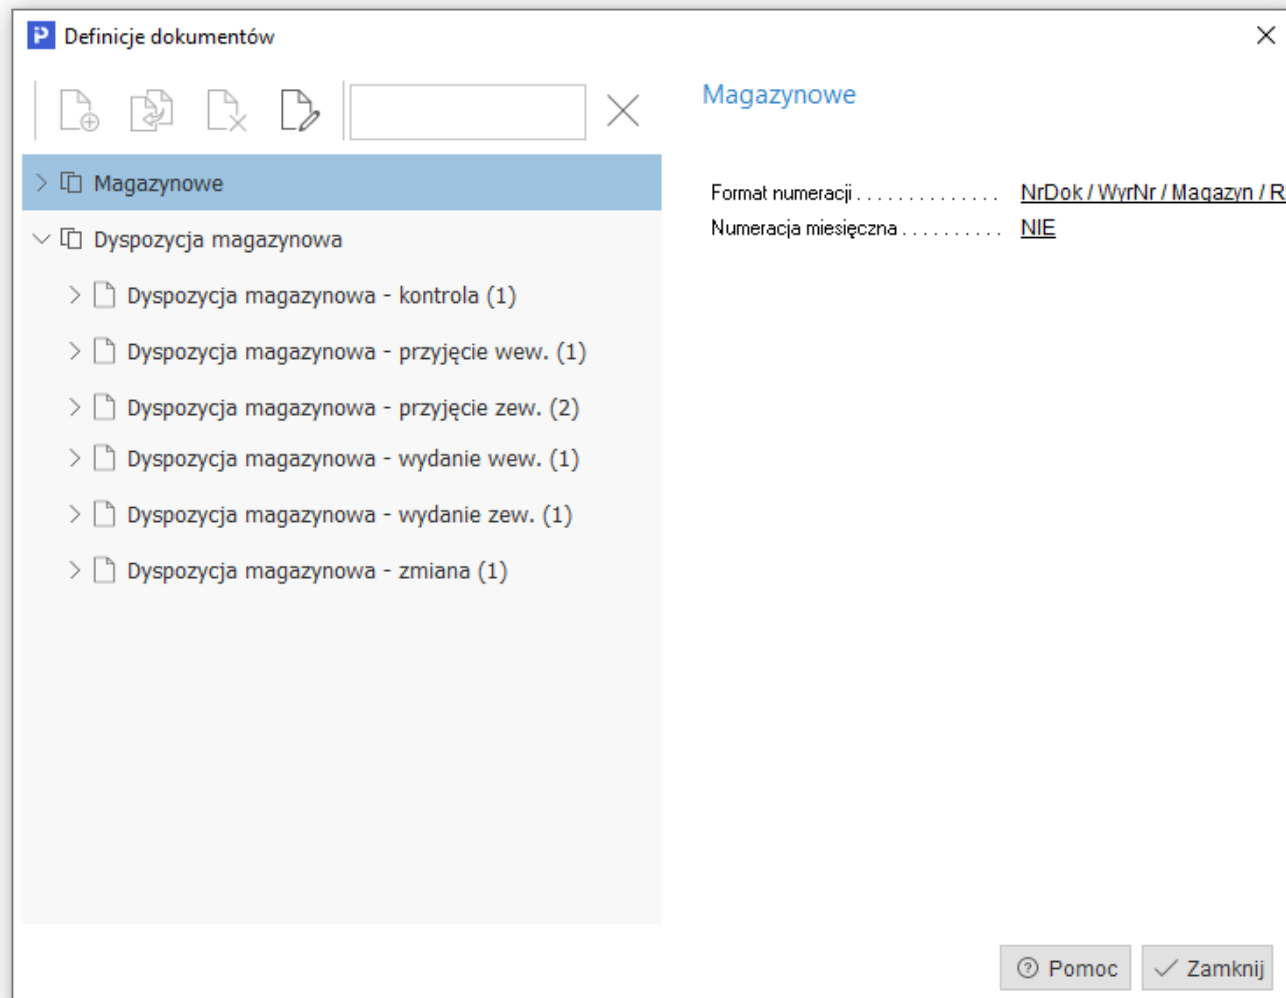 Definicje dokumentów
Magazynowe
Dyspozycja magazynowa
Dyspozycja magazynowa - kontrola (1)
Dyspozycja magazynowa - przyjęcie wew. (1)
Dyspozycja magazynowa - przyjęcie zew. (2)
Dyspozycja magazynowa - wydanie wew. (1)
Dyspozycja magazynowa - wydanie zew. (1)
Dyspozycja magazynowa - zmiana (1)
Magazynowe
Format numeracji . . . . . . . . . . . . . . NrDok / WyrNr / Magazyn / R
Numeracja miesięczna . . . . . . . . . . NIE
Pomoc Zamknij